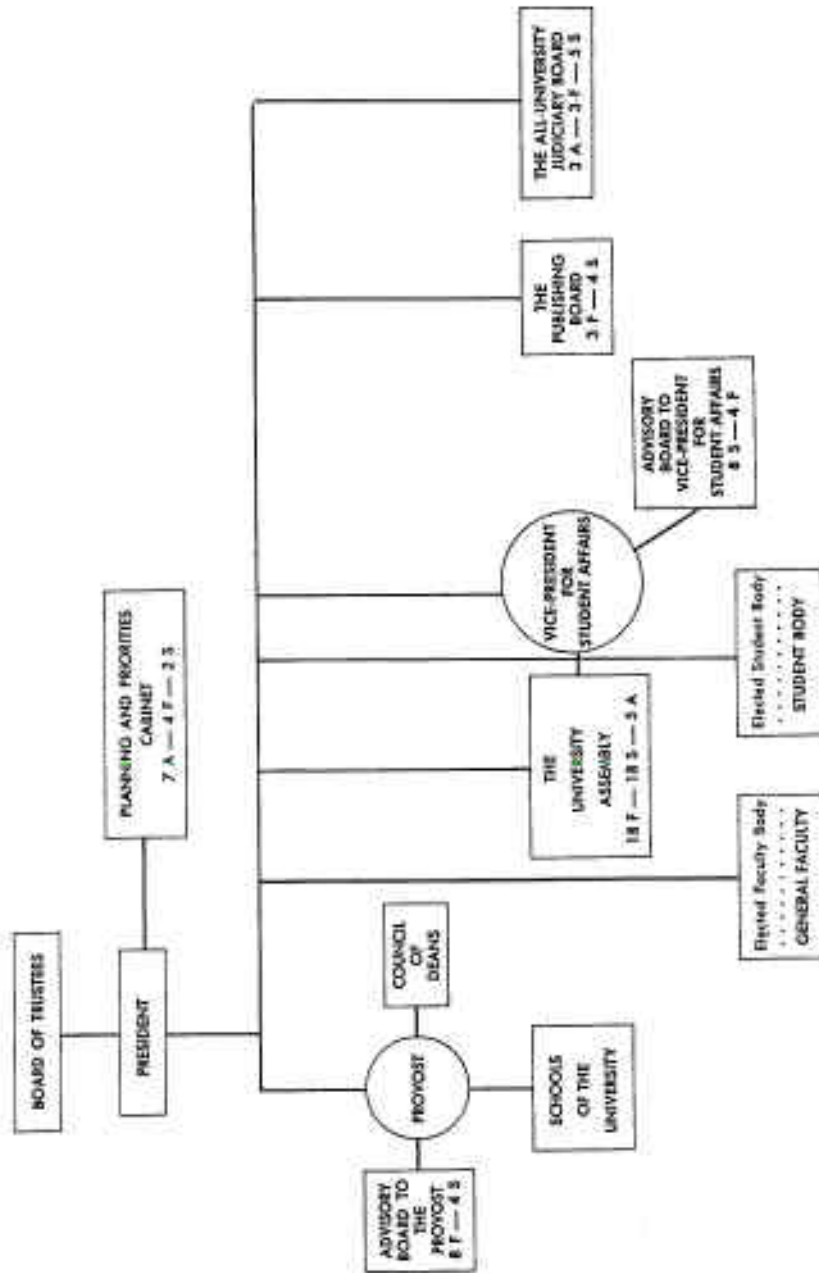 BOARD OF TRUSTEES
PRESIDENT
PLANNING AND PRIORITIES
CABINET
7 A — 4 F — 2 S
ADVISORY
BOARD TO
THE
PROVOST
8 F — 4 S
PROVOST
COUNCIL
OF
DEANS
SCHOOLS
OF THE
UNIVERSITY
Elected Faculty Body
GENERAL FACULTY
THE
UNIVERSITY
ASSEMBLY
18 F — 18 S — 5 A
Elected Student Body
STUDENT BODY
VICE-PRESIDENT
FOR
STUDENT AFFAIRS
ADVISORY
BOARD TO
VICE-PRESIDENT
FOR
STUDENT AFFAIRS
8 S — 4 F
THE
PUBLISHING
BOARD
3 F — 4 S
THE ALL-UNIVERSITY
JUDICIARY BOARD
3 A — 3 F — 5 S